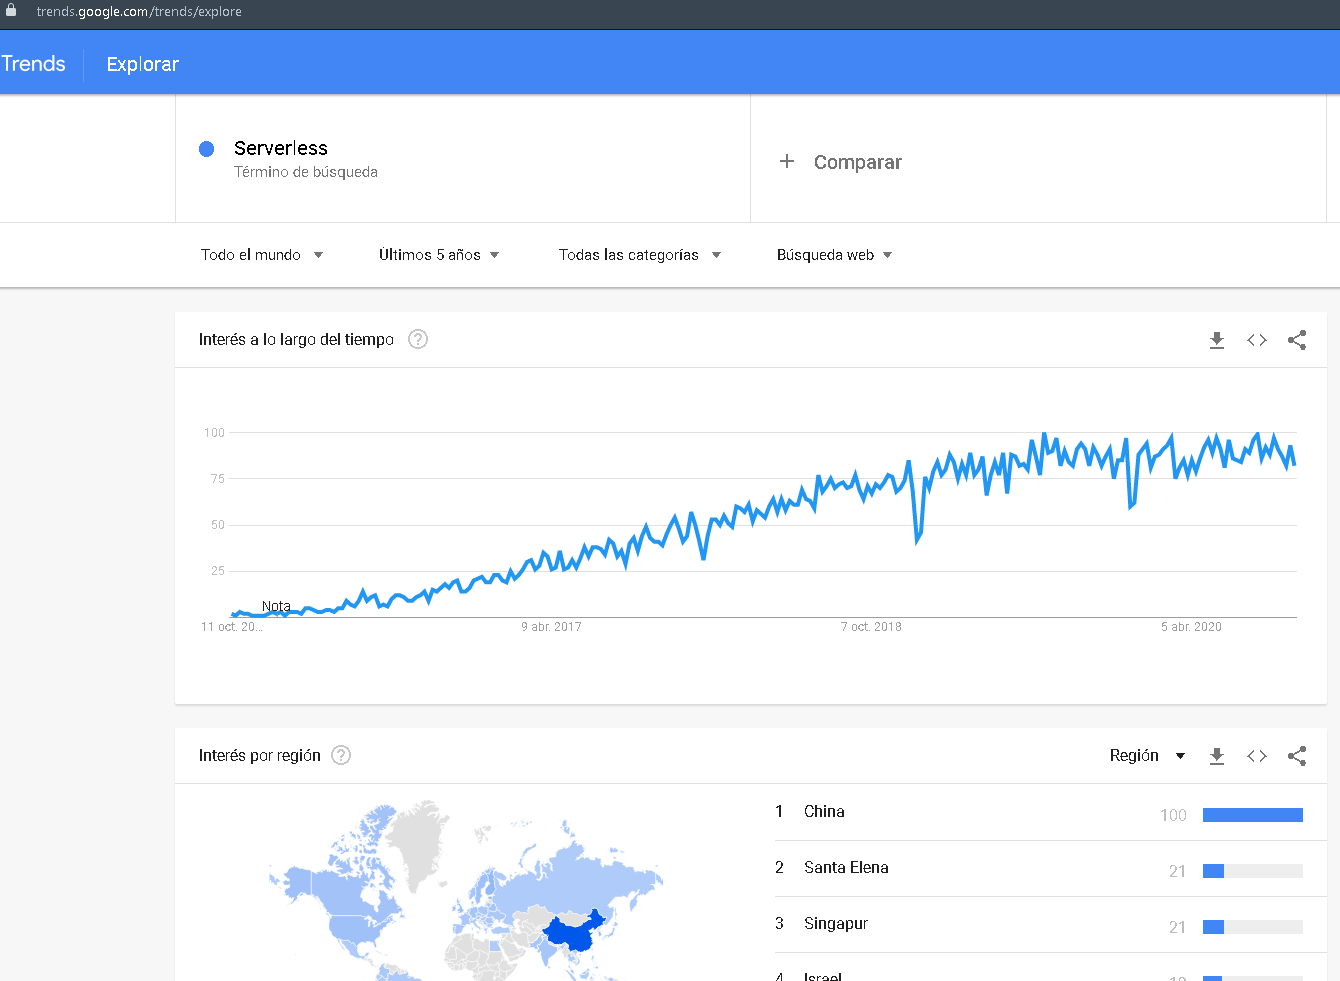 trends.google.com/trends/explore
Trends Explorar
Serverless
Término de búsqueda
+ Comparar
Todo el mundo
Últimos 5 años
Todas las categorías
Búsqueda web
Interés a lo largo del tiempo ?
100
75
50
25
Nota
11 oct. 20...
9 abr. 2017
7 oct. 2018
5 abr. 2020
Interés por región ?
Región
1 China 100
2 Santa Elena 21
3 Singapur 21
4 Israel